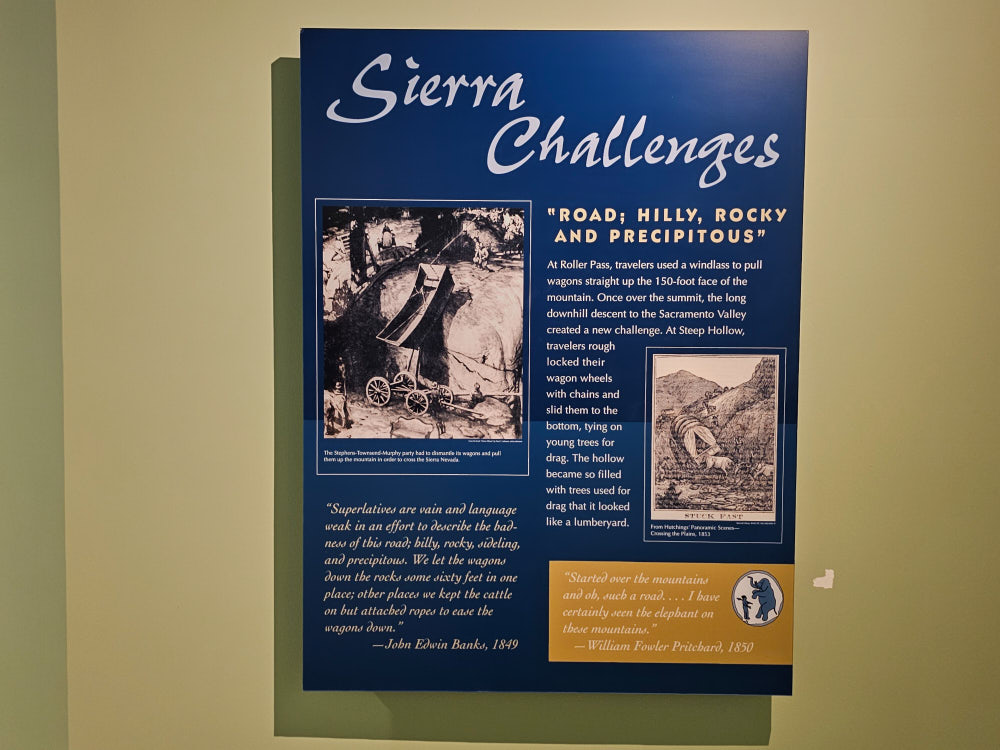 Sierra
Challenges
"ROAD; HILLY, ROCKY
AND PRECIPITOUS"
At Roller Pass, travelers used a windlass to pull
wagons straight up the 150-foot face of the
mountain. Once over the summit, the long
downhill descent to the Sacramento Valley
created a new challenge. At Steep Hollow,
travelers rough
locked their
wagon wheels
with chains and
slid them to the
bottom, tying on
young trees for
drag. The hollow
became so filled
with trees used for
drag that it looked
like a lumberyard.
The Stephens-Townsend-Murphy party had to dismantle its wagons and pull
them up the mountain in order to cross the Sierra Nevada.
STUCK FAST
From Hutchings' Panoramic Scenes—
Crossing the Plains, 1853
"Superlatives are vain and language
weak in an effort to describe the bad-
ness of this road; hilly, rocky, sideling,
and precipitous. We let the wagons
down the rocks some sixty feet in one
place; other places we kept the cattle
on but attached ropes to ease the
wagons down."
—John Edwin Banks, 1849
"Started over the mountains
and oh, such a road. . . . I have
certainly seen the elephant on
these mountains."
—William Fowler Pritchard, 1850